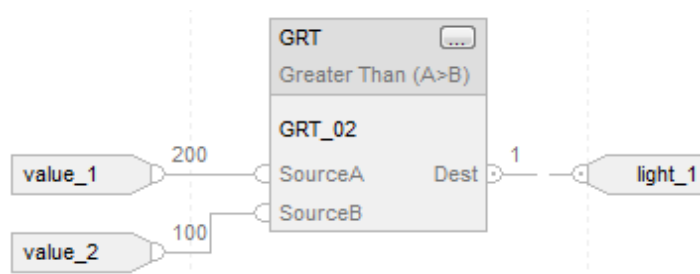 GRT ...
Greater Than (A>B)
GRT_02
200
value_1
SourceA Dest
1
light_1
SourceB
100
value_2